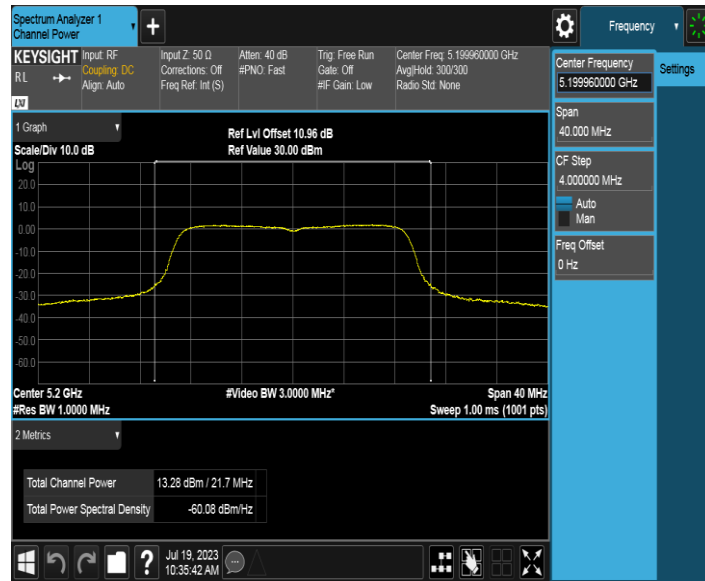 Spectrum Analyzer 1
Channel Power
+
Frequency
KEYSIGHT
RL
LXI
Input: RF
Coupling: DC
Align: Auto
Input Z: 50 Ω
Corrections: Off
Freq Ref: Int (S)
Atten: 40 dB
#PNO: Fast
Trig: Free Run
Gate: Off
#IF Gain: Low
Center Freq: 5.199960000 GHz
Avg|Hold: 300/300
Radio Std: None
Center Frequency
5.199960000 GHz
Settings
Span
40.000 MHz
CF Step
4.000000 MHz
Auto
Man
Freq Offset
0 Hz
1 Graph
Scale/Div 10.0 dB
Ref Lvl Offset 10.96 dB
Ref Value 30.00 dBm
Log
20.0
10.0
0.00
-10.0
-20.0
-30.0
-40.0
-50.0
-60.0
Center 5.2 GHz
#Video BW 3.0000 MHz*
Span 40 MHz
#Res BW 1.0000 MHz
Sweep 1.00 ms (1001 pts)
2 Metrics
Total Channel Power 13.28 dBm / 21.7 MHz
Total Power Spectral Density -60.08 dBm/Hz
?
Jul 19, 2023
10:35:42 AM